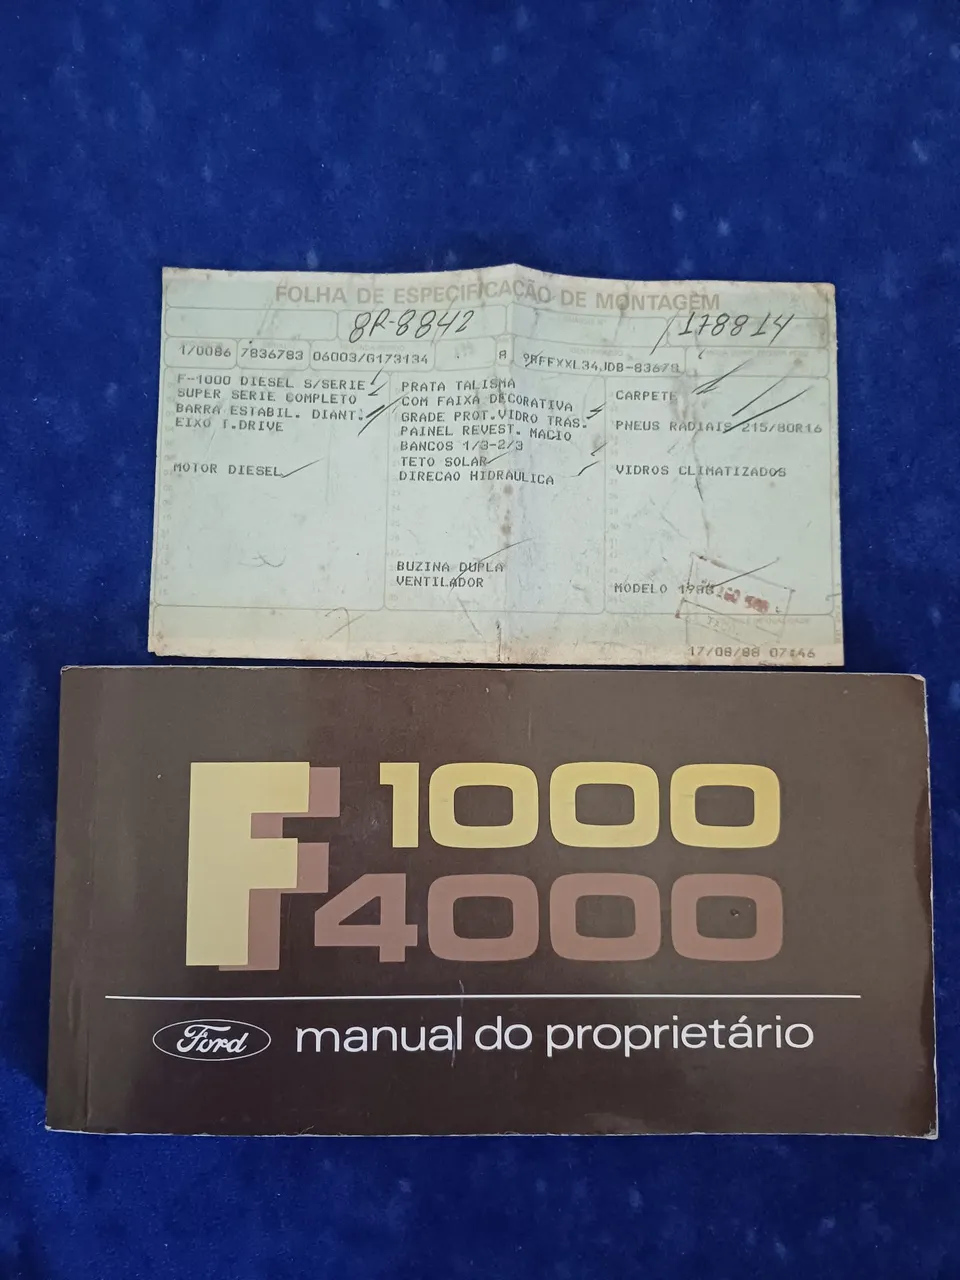 FOLHA DE ESPECIFICAÇÃO DE MONTAGEM
8R-8842 178814
1/0086 7836783 06003/G173134 A 9BFFXXL34JDB-83678
F-1000 DIESEL S/SERIE
SUPER SERIE COMPLETO
BARRA ESTABIL. DIANT.
EIXO T.DRIVE
MOTOR DIESEL
PRATA TALISMA
COM FAIXA DECORATIVA
GRADE PROT.VIDRO TRAS.
PAINEL REVEST. MACIO
BANCOS 1/3-2/3
TETO SOLAR
DIRECAO HIDRAULICA
BUZINA DUPLA
VENTILADOR
CARPETE
PNEUS RADIAIS 215/80R16
VIDROS CLIMATIZADOS
MODELO 1988
17/08/88 07:46
F1000
F4000
Ford manual do proprietário